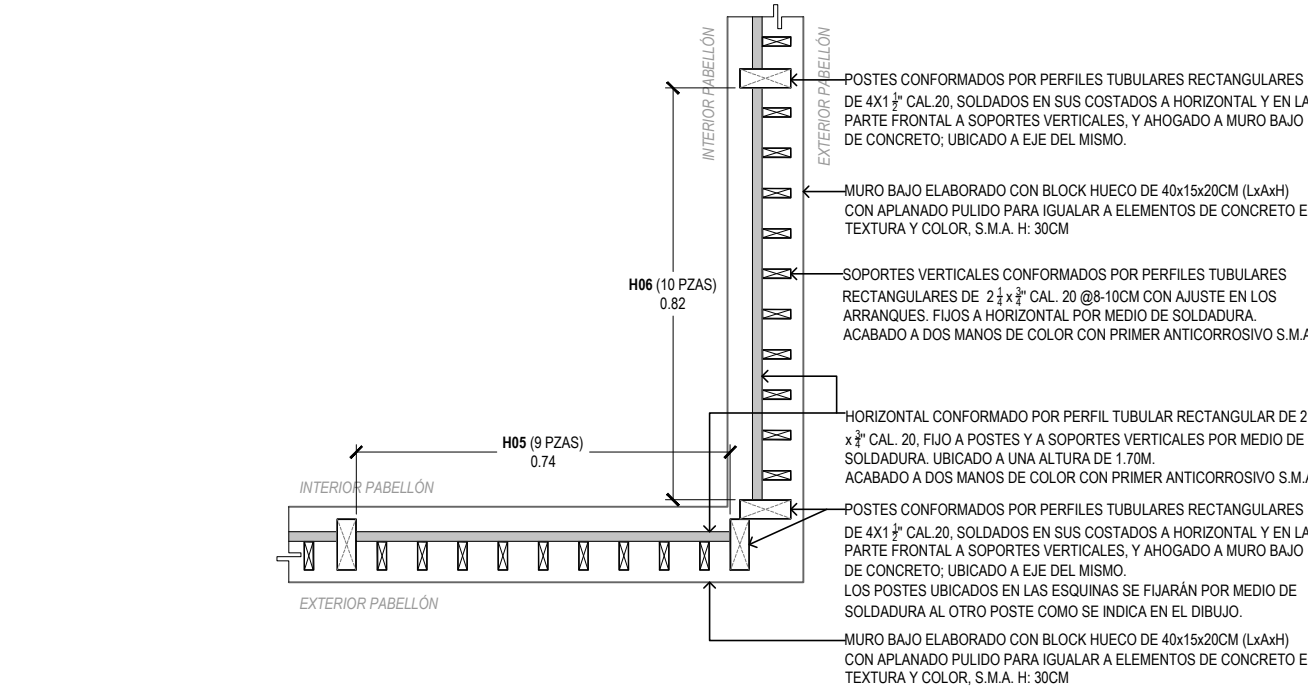 INTERIOR PABELLÓN
EXTERIOR PABELLÓN
POSTES CONFORMADOS POR PERFILES TUBULARES RECTANGULARES
DE 4X1 1/2" CAL.20, SOLDADOS EN SUS COSTADOS A HORIZONTAL Y EN LA
PARTE FRONTAL A SOPORTES VERTICALES, Y AHOGADO A MURO BAJO
DE CONCRETO; UBICADO A EJE DEL MISMO.
MURO BAJO ELABORADO CON BLOCK HUECO DE 40x15x20CM (LxAxH)
CON APLANADO PULIDO PARA IGUALAR A ELEMENTOS DE CONCRETO E
TEXTURA Y COLOR, S.M.A. H: 30CM
H06 (10 PZAS)
0.82
SOPORTES VERTICALES CONFORMADOS POR PERFILES TUBULARES
RECTANGULARES DE 2 1/4 x 3/4" CAL. 20 @8-10CM CON AJUSTE EN LOS
ARRANQUES. FIJOS A HORIZONTAL POR MEDIO DE SOLDADURA.
ACABADO A DOS MANOS DE COLOR CON PRIMER ANTICORROSIVO S.M.A
HORIZONTAL CONFORMADO POR PERFIL TUBULAR RECTANGULAR DE 2
x 3/4" CAL. 20, FIJO A POSTES Y A SOPORTES VERTICALES POR MEDIO DE
SOLDADURA. UBICADO A UNA ALTURA DE 1.70M.
ACABADO A DOS MANOS DE COLOR CON PRIMER ANTICORROSIVO S.M.A
H05 (9 PZAS)
0.74
INTERIOR PABELLÓN
EXTERIOR PABELLÓN
POSTES CONFORMADOS POR PERFILES TUBULARES RECTANGULARES
DE 4X1 1/2" CAL.20, SOLDADOS EN SUS COSTADOS A HORIZONTAL Y EN LA
PARTE FRONTAL A SOPORTES VERTICALES, Y AHOGADO A MURO BAJO
DE CONCRETO; UBICADO A EJE DEL MISMO.
LOS POSTES UBICADOS EN LAS ESQUINAS SE FIJARÁN POR MEDIO DE
SOLDADURA AL OTRO POSTE COMO SE INDICA EN EL DIBUJO.
MURO BAJO ELABORADO CON BLOCK HUECO DE 40x15x20CM (LxAxH)
CON APLANADO PULIDO PARA IGUALAR A ELEMENTOS DE CONCRETO E
TEXTURA Y COLOR, S.M.A. H: 30CM